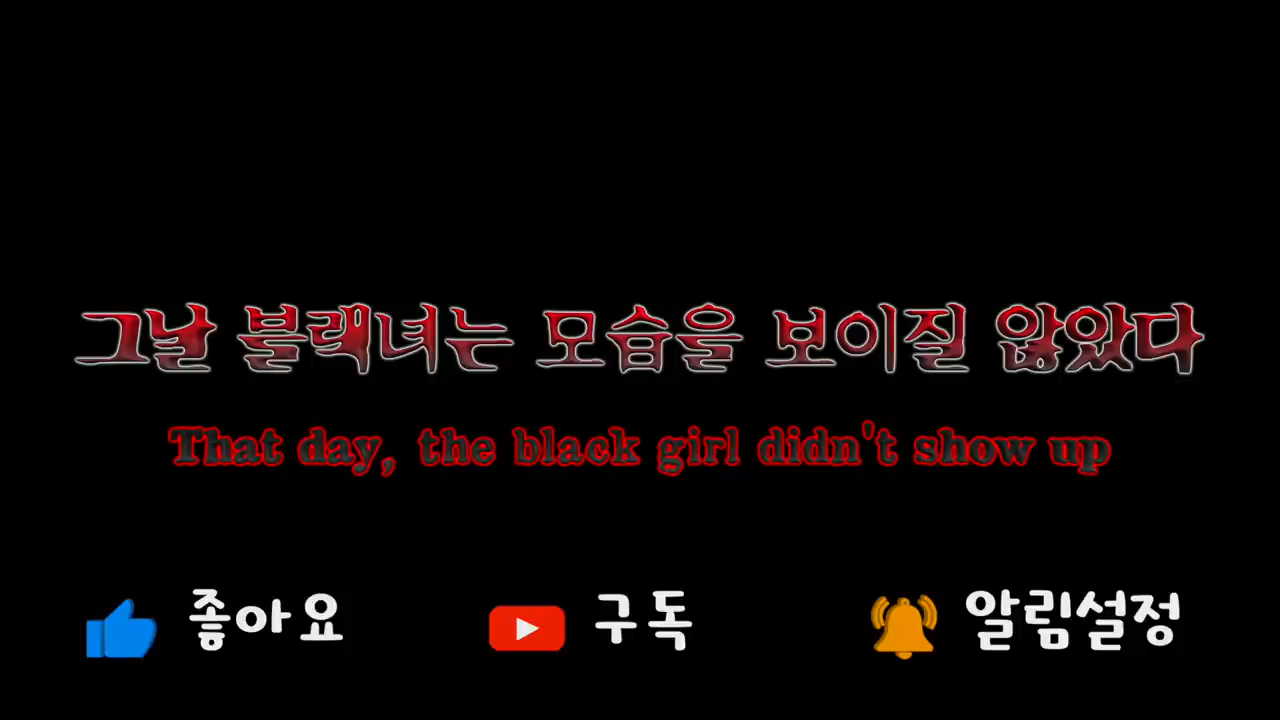 그날 블랙녀는 모습을 보이질 않았다
That day, the black girl didn't show up
좋아요 구독 알림설정